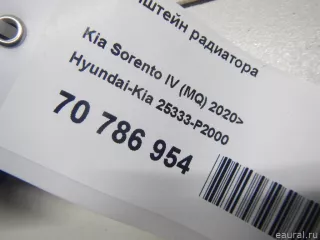 штейн радиатора
Kia Sorento IV (MQ) 2020>
Hyundai-Kia 25333-P2000
70 786 954
eaural.ru